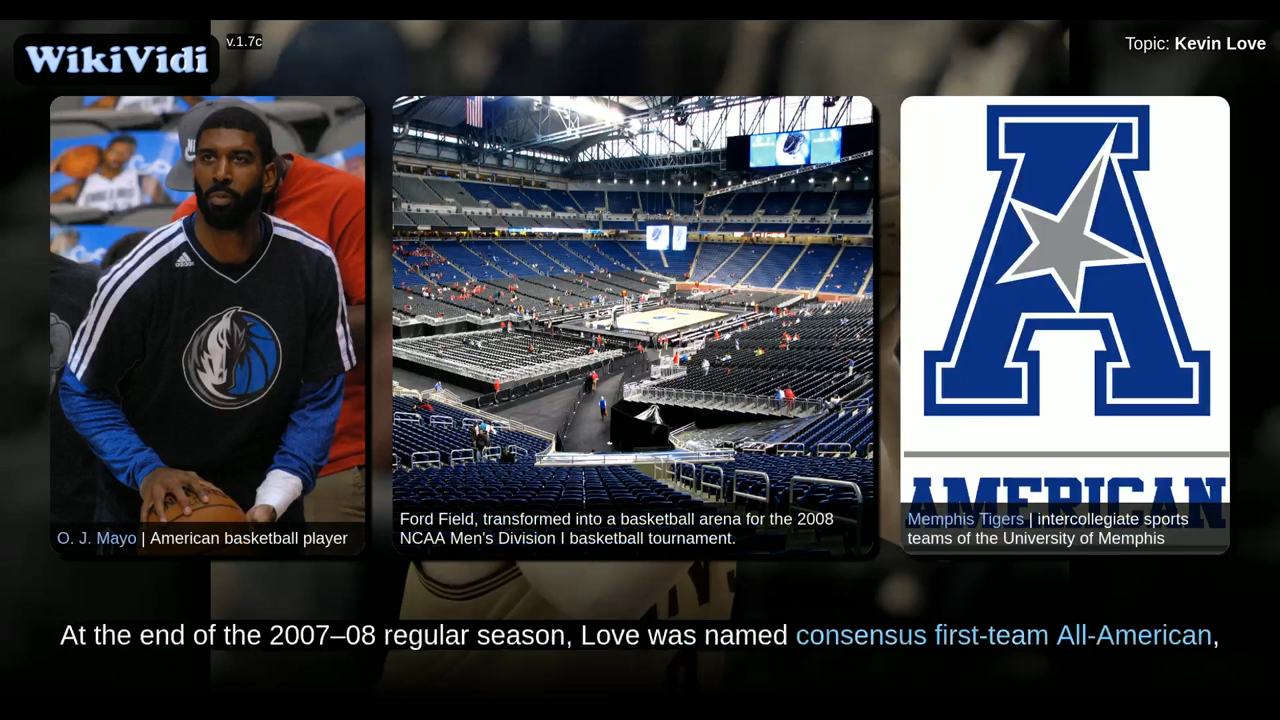 WikiVidi
v.1.7c
Topic: Kevin Love
adidas
O. J. Mayo | American basketball player
Ford Field, transformed into a basketball arena for the 2008
NCAA Men's Division I basketball tournament.
A
AMERICAN
Memphis Tigers | intercollegiate sports
teams of the University of Memphis
At the end of the 2007–08 regular season, Love was named consensus first-team All-American,